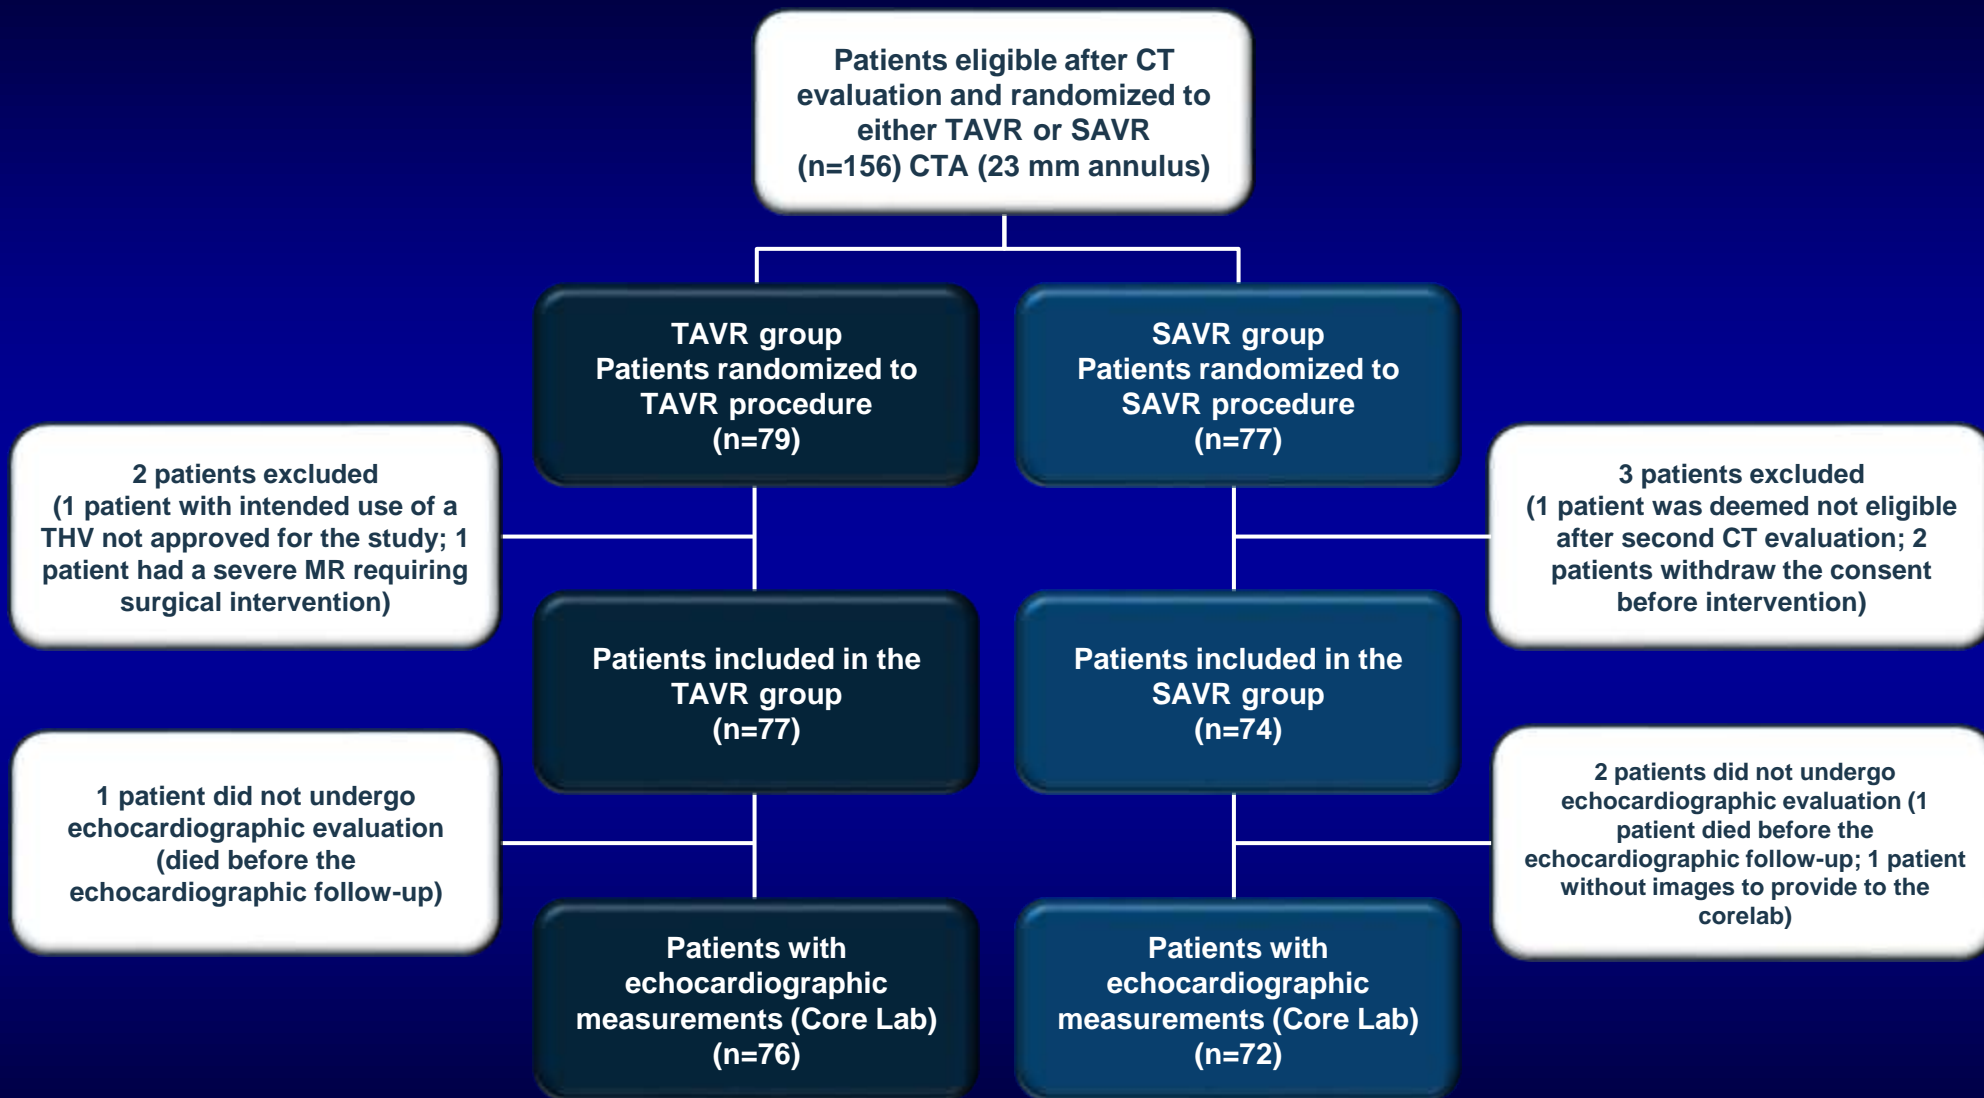 Patients eligible after CT
evaluation and randomized to
either TAVR or SAVR
(n=156) CTA (23 mm annulus)
TAVR group
Patients randomized to
TAVR procedure
(n=79)
SAVR group
Patients randomized to
SAVR procedure
(n=77)
2 patients excluded
(1 patient with intended use of a
THV not approved for the study; 1
patient had a severe MR requiring
surgical intervention)
3 patients excluded
(1 patient was deemed not eligible
after second CT evaluation; 2
patients withdraw the consent
before intervention)
Patients included in the
TAVR group
(n=77)
Patients included in the
SAVR group
(n=74)
1 patient did not undergo
echocardiographic evaluation
(died before the
echocardiographic follow-up)
2 patients did not undergo
echocardiographic evaluation (1
patient died before the
echocardiographic follow-up; 1 patient
without images to provide to the
corelab)
Patients with
echocardiographic
measurements (Core Lab)
(n=76)
Patients with
echocardiographic
measurements (Core Lab)
(n=72)